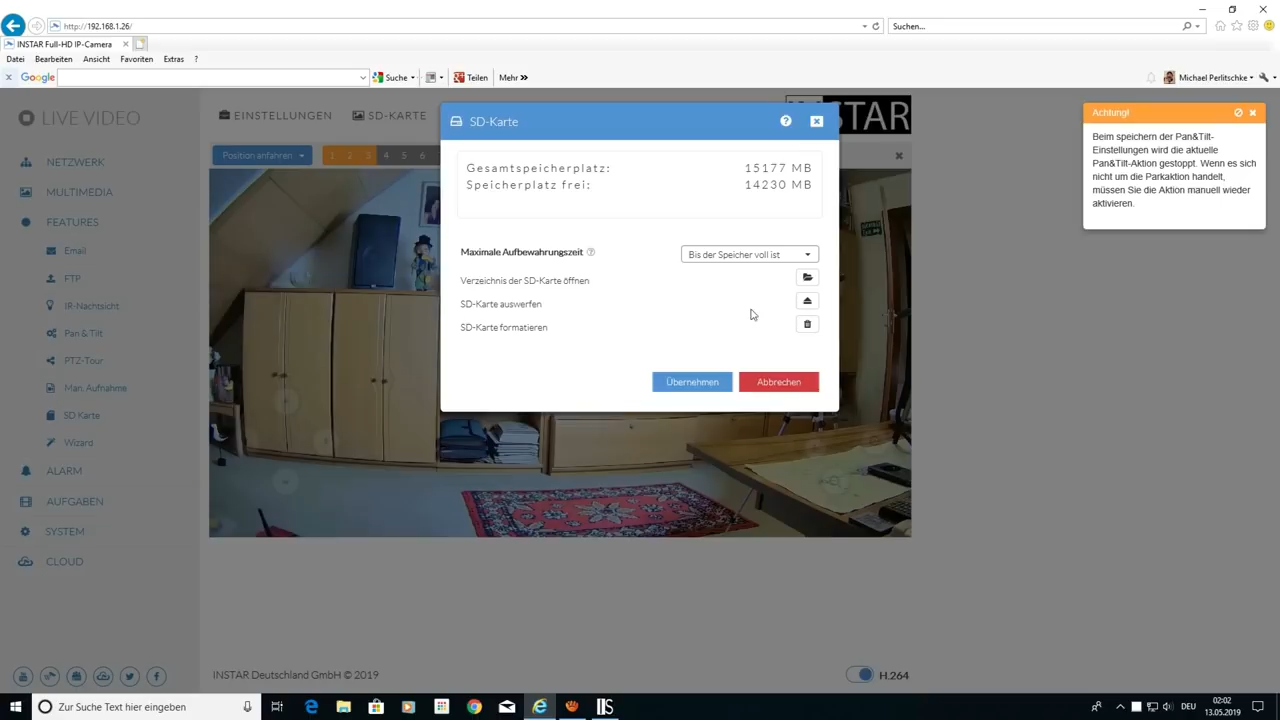 http://192.168.1.26/
Suchen...
INSTAR Full-HD IP-Camera
Datei Bearbeiten Ansicht Favoriten Extras ?
Google Suche Teilen Mehr Michael Perlitschke
LIVE VIDEO
EINSTELLUNGEN
SD-KARTE
STAR
Position anfahren 1 2 3 4 5 6
NETZWERK
MULTIMEDIA
FEATURES
Email
FTP
IR-Nachtsicht
Pan & Tilt
PTZ-Tour
Man. Aufnahme
SD Karte
Wizard
ALARM
AUFGABEN
SYSTEM
CLOUD
SD-Karte
Gesamtspeicherplatz: 15177 MB
Speicherplatz frei: 14230 MB
Maximale Aufbewahrungszeit Bis der Speicher voll ist
Verzeichnis der SD-Karte öffnen
SD-Karte auswerfen
SD-Karte formatieren
Übernehmen Abbrechen
Achtung!
Beim speichern der Pan&Tilt-
Einstellungen wird die aktuelle
Pan&Tilt-Aktion gestoppt. Wenn es sich
nicht um die Parkaktion handelt,
müssen Sie die Aktion manuell wieder
aktivieren.
INSTAR Deutschland GmbH © 2019
H.264
Zur Suche Text hier eingeben
DEU
02:02
13.05.2019